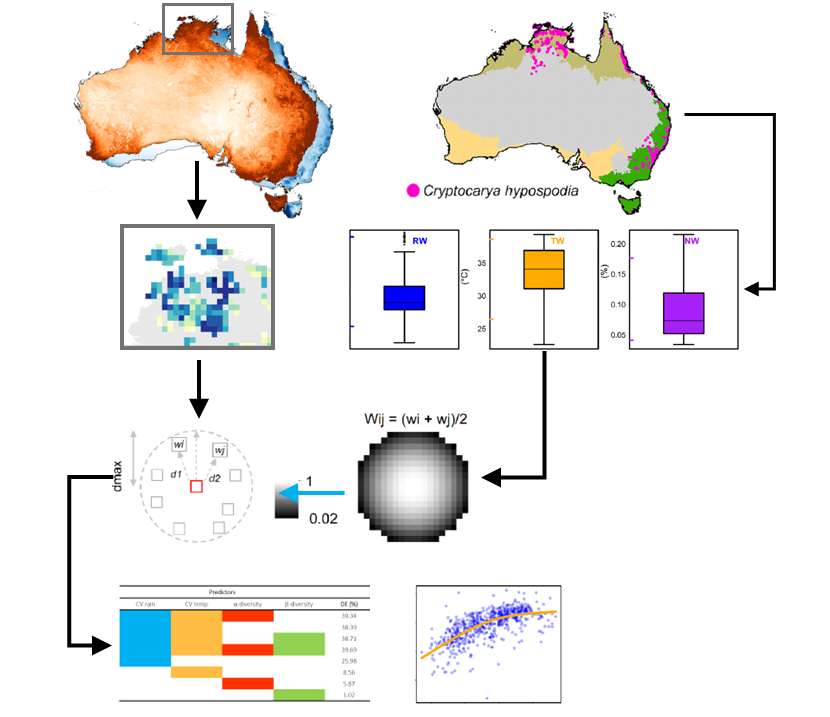 Cryptocarya hypospodia
RW
TW
NW
(°C)
35
30
25
(%)
0.20
0.15
0.10
0.05
Wij = (wi + wj)/2
wi
wj
d1
d2
dmax
1
0.02
Predictors
CV rain CV temp α-diversity β-diversity DE (%)
39.34
38.39
38.71
39.69
25.98
8.56
5.87
1.02